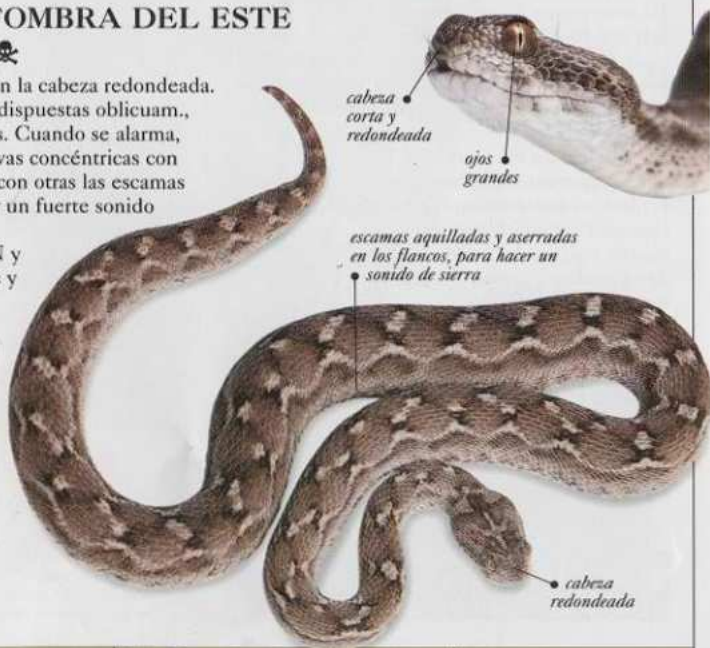 OMBRA DEL ESTE
n la cabeza redondeada.
dispuestas oblicuam.,
s. Cuando se alarma,
vas concéntricas con
con otras las escamas
un fuerte sonido
y
y
cabeza
corta y
redondeada
ojos
grandes
escamas aquilladas y aserradas
en los flancos, para hacer un
sonido de sierra
cabeza
redondeada